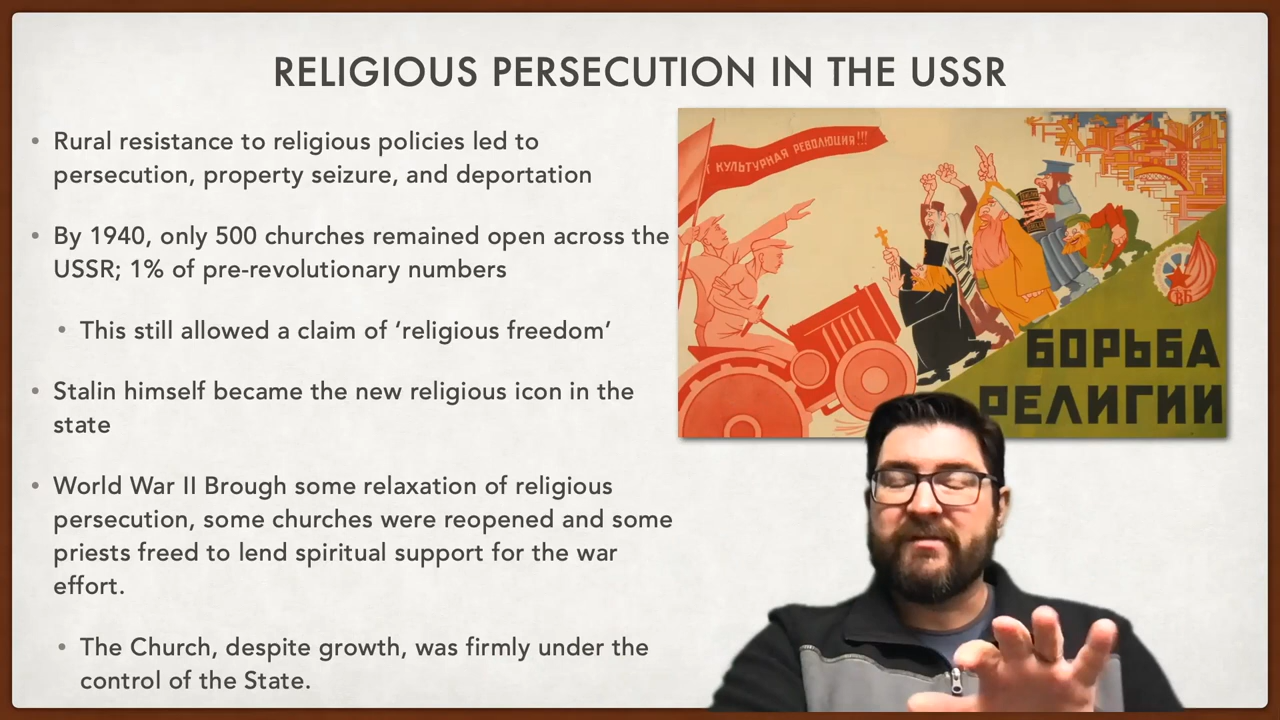 RELIGIOUS PERSECUTION IN THE USSR
• Rural resistance to religious policies led to
persecution, property seizure, and deportation
• By 1940, only 500 churches remained open across the
USSR; 1% of pre-revolutionary numbers
• This still allowed a claim of ‘religious freedom’
• Stalin himself became the new religious icon in the
state
• World War II Brough some relaxation of religious
persecution, some churches were reopened and some
priests freed to lend spiritual support for the war
effort.
• The Church, despite growth, was firmly under the
control of the State.
КУЛЬТУРНАЯ РЕВОЛЮЦИЯ!!!
СВБ
БОРЬБА
РЕЛИГИИ